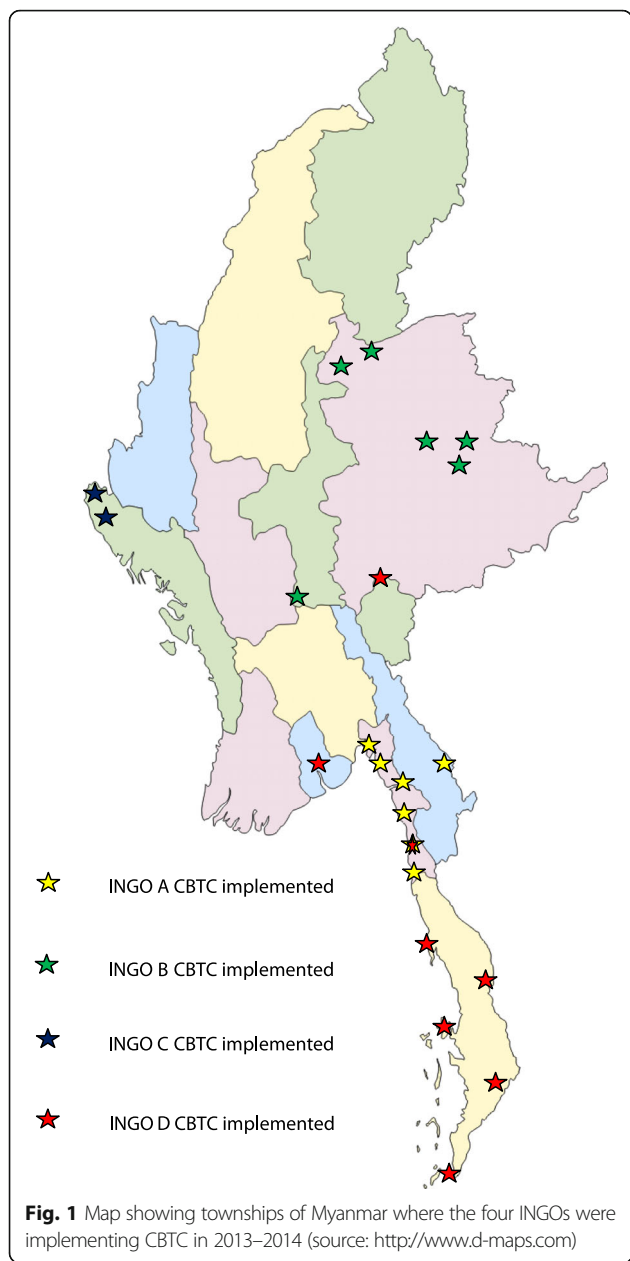 INGO A CBTC implemented
INGO B CBTC implemented
INGO C CBTC implemented
INGO D CBTC implemented
Fig. 1 Map showing townships of Myanmar where the four INGOs were
implementing CBTC in 2013–2014 (source: http://www.d-maps.com)